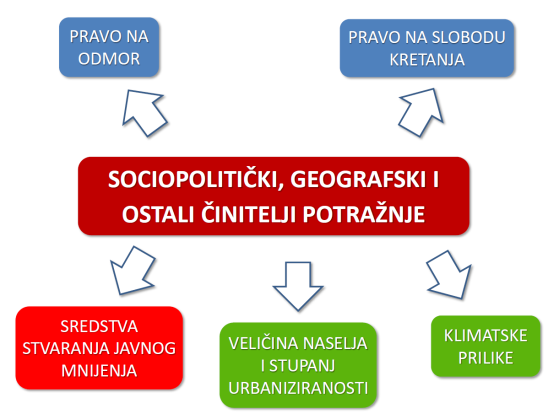 PRAVO NA
ODMOR
PRAVO NA SLOBODU
KRETANJA
SOCIOPOLITIČKI, GEOGRAFSKI I
OSTALI ČINITELJI POTRAŽNJE
SREDSTVA
STVARANJA JAVNOG
MNIJENJA
VELIČINA NASELJA
I STUPANJ
URBANIZIRANOSTI
KLIMATSKE
PRILIKE